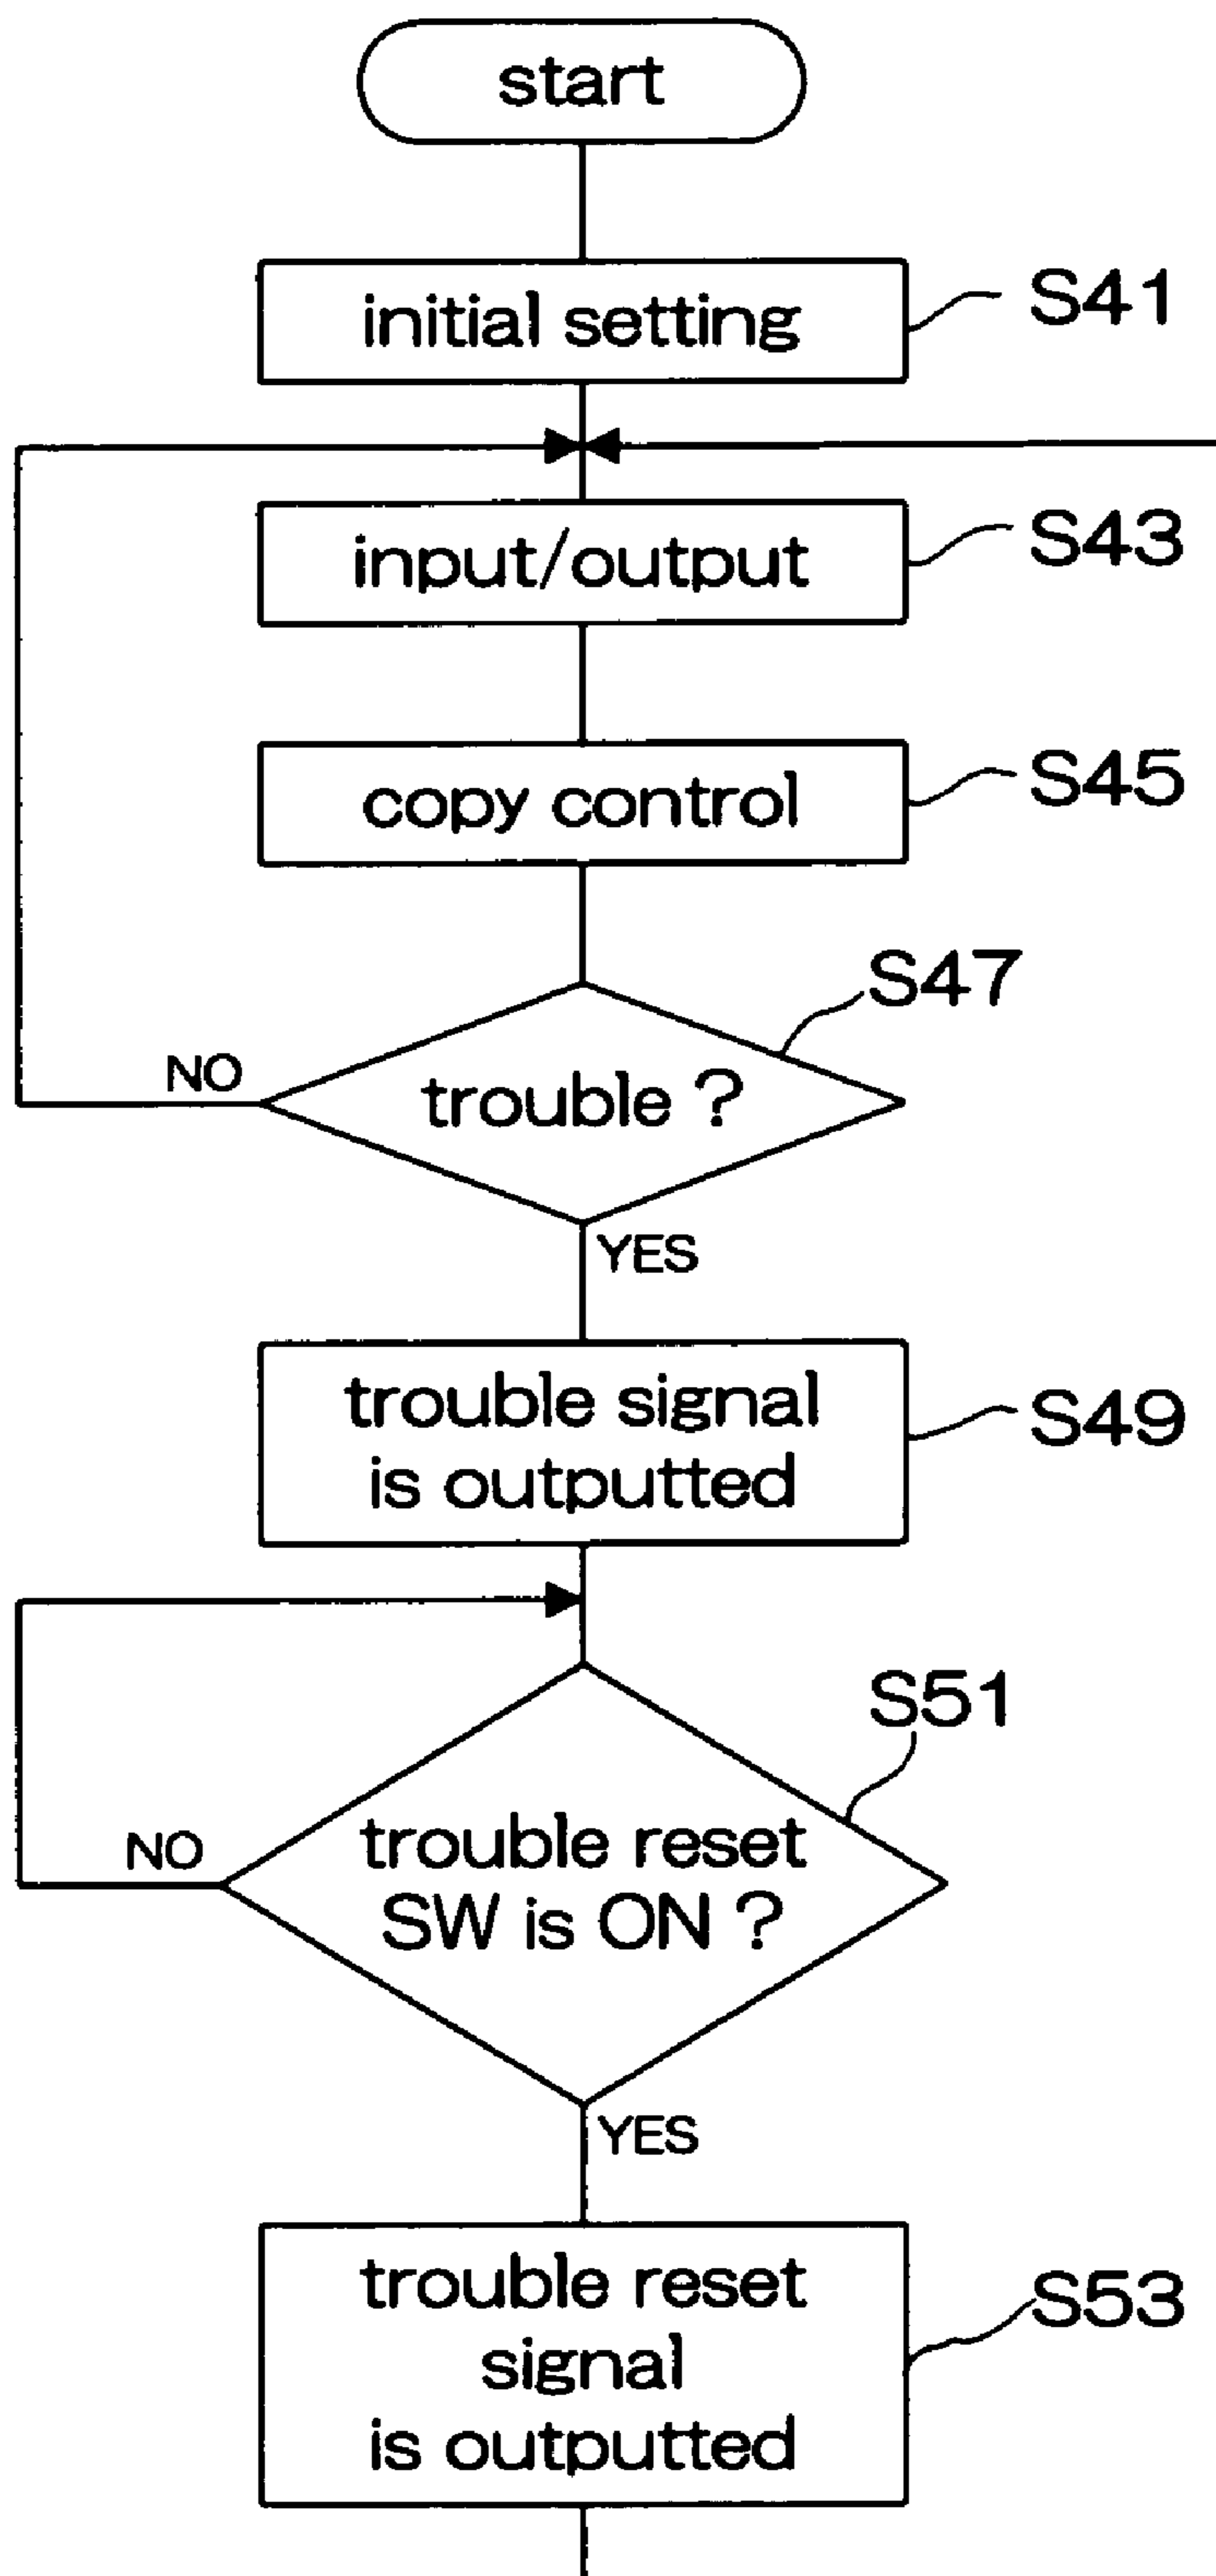 start
initial setting
S41
input/output
S43
copy control
S45
S47
trouble ?
NO
YES
trouble signal
is outputted
S49
S51
trouble reset
SW is ON ?
NO
YES
trouble reset
signal
is outputted
S53